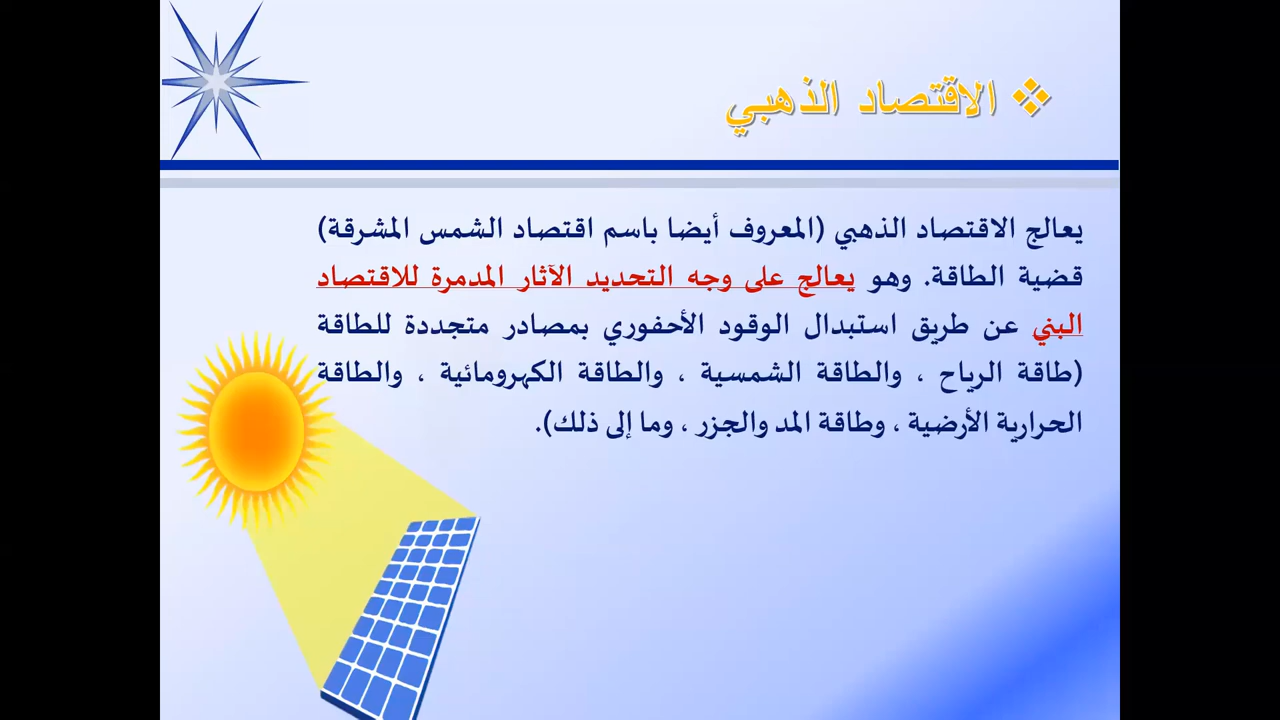 الاقتصاد الذهبي
يعالج الاقتصاد الذهبي (المعروف أيضا باسم اقتصاد الشمس المشرقة)
قضية الطاقة. وهو يعالج على وجه التحديد الآثار المدمرة للاقتصاد
البني عن طريق استبدال الوقود الأحفوري بمصادر متجددة للطاقة
(طاقة الرياح ، والطاقة الشمسية ، والطاقة الكهرومائية ، والطاقة
الحرارية الأرضية ، وطاقة المد والجزر ، وما إلى ذلك).